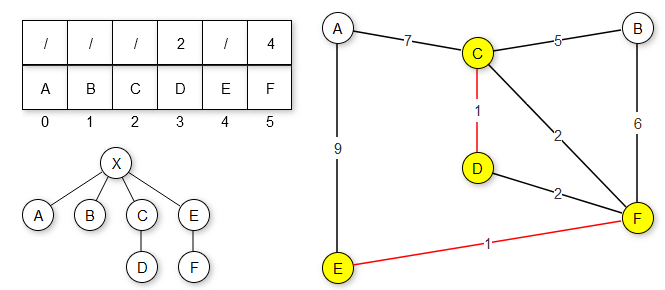 / / / 2 / 4
A B C D E F
0 1 2 3 4 5
X
A B C E
D F
A B
7 5
C
1 2 6
9
D 2
F
1
E